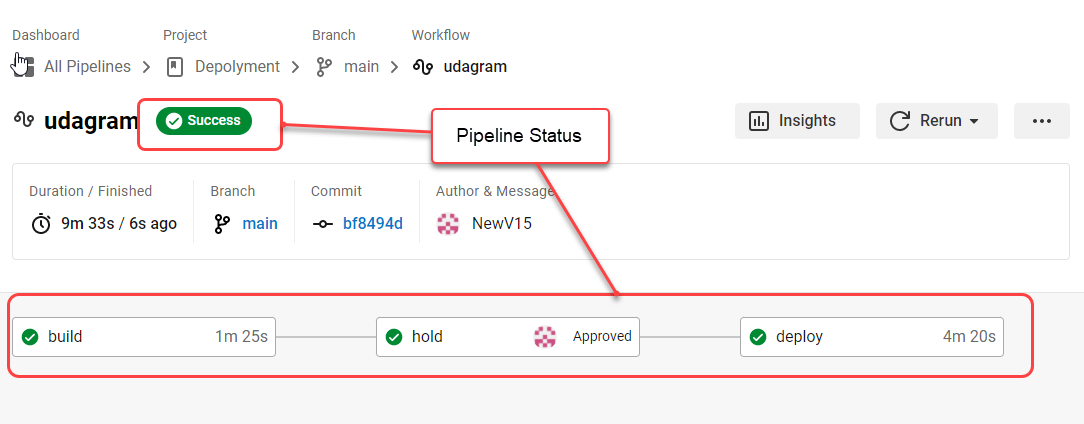 Dashboard Project Branch Workflow
All Pipelines Depolyment main udagram
udagram Success Insights Rerun
Pipeline Status
Duration / Finished Branch Commit Author & Message
9m 33s / 6s ago main bf8494d NewV15
build 1m 25s hold Approved deploy 4m 20s